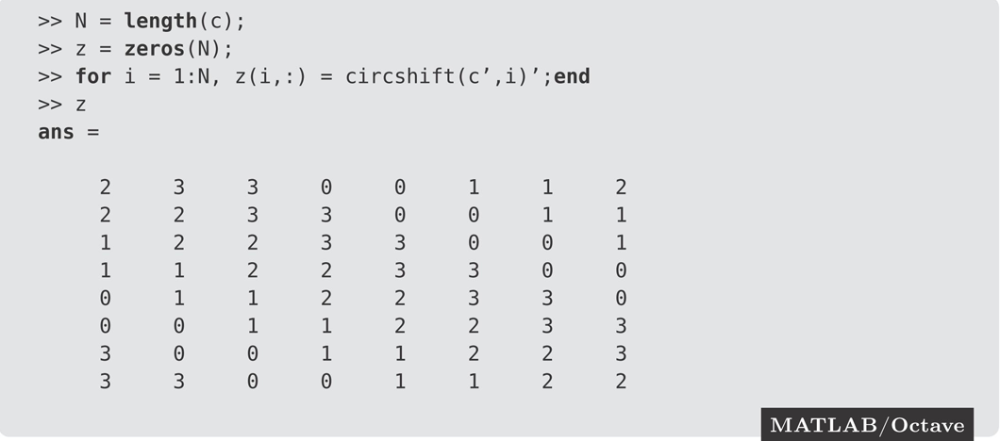 >> N = length(c);
>> z = zeros(N);
>> for i = 1:N, z(i,:) = circshift(c’,i)’;end
>> z
ans =
2 3 3 0 0 1 1 2
2 2 3 3 0 0 1 1
1 2 2 3 3 0 0 1
1 1 2 2 3 3 0 0
0 1 1 2 2 3 3 0
0 0 1 1 2 2 3 3
3 0 0 1 1 2 2 3
3 3 0 0 1 1 2 2
MATLAB/Octave